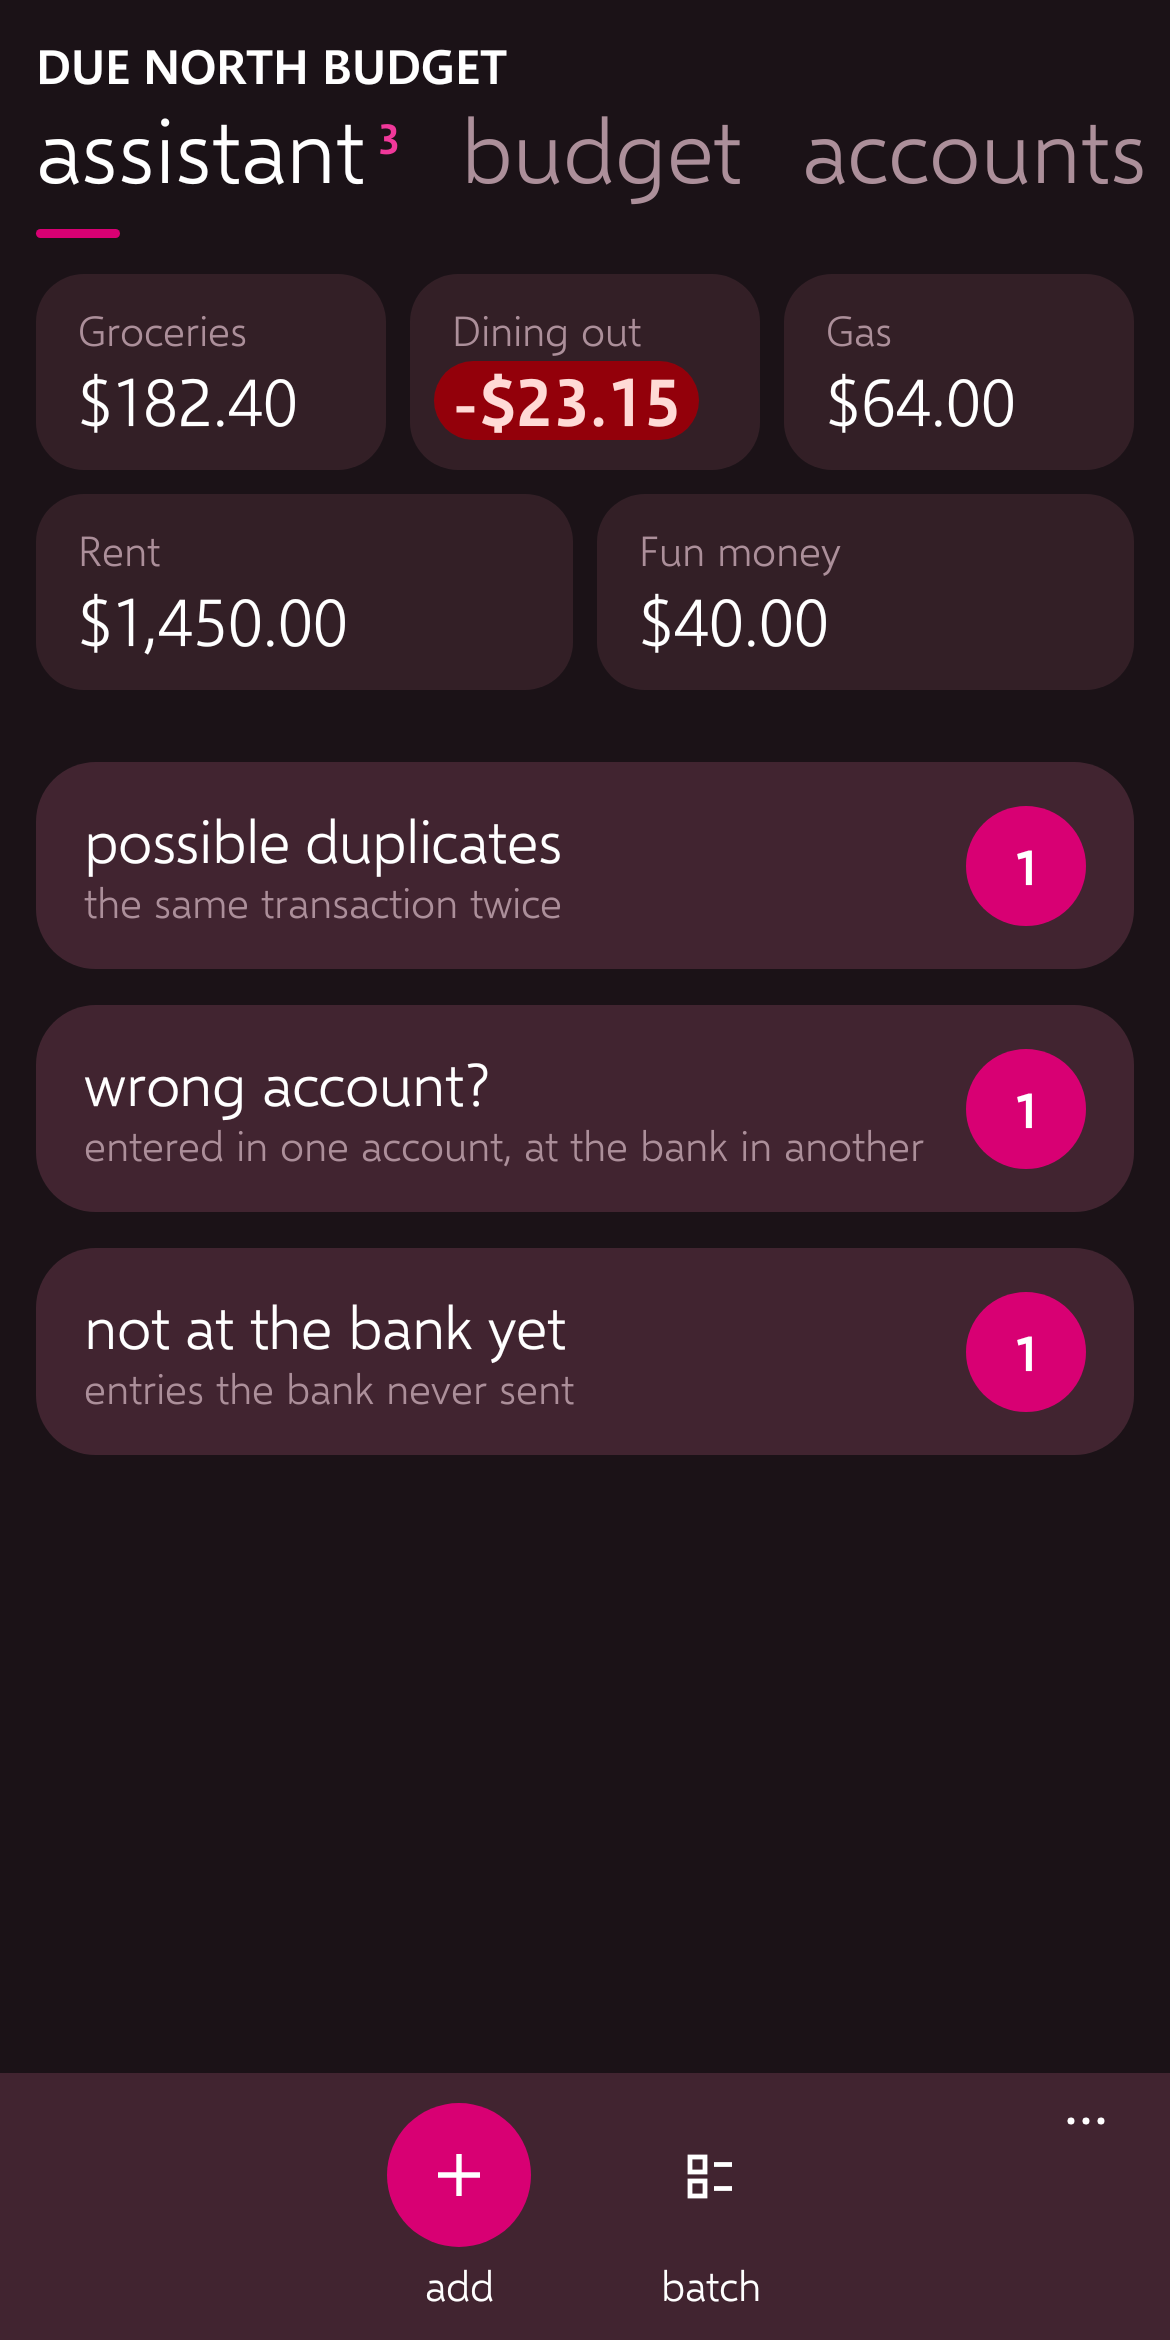 DUE NORTH BUDGET
assistant 3 budget accounts
Groceries Dining out Gas
$182.40 -$23.15 $64.00
Rent Fun money
$1,450.00 $40.00
possible duplicates
the same transaction twice
1
wrong account?
entered in one account, at the bank in another
1
not at the bank yet
entries the bank never sent
1
add batch